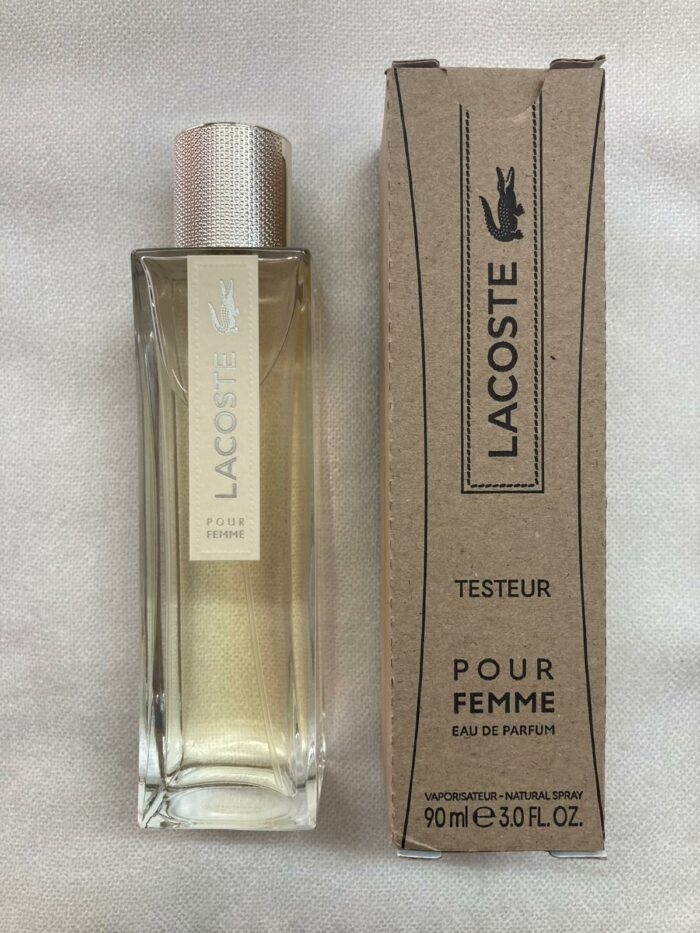 LACOSTE
POUR
FEMME
LACOSTE
TESTEUR
POUR
FEMME
EAU DE PARFUM
VAPORISATEUR - NATURAL SPRAY
90 ml ℮ 3.0 FL. OZ.